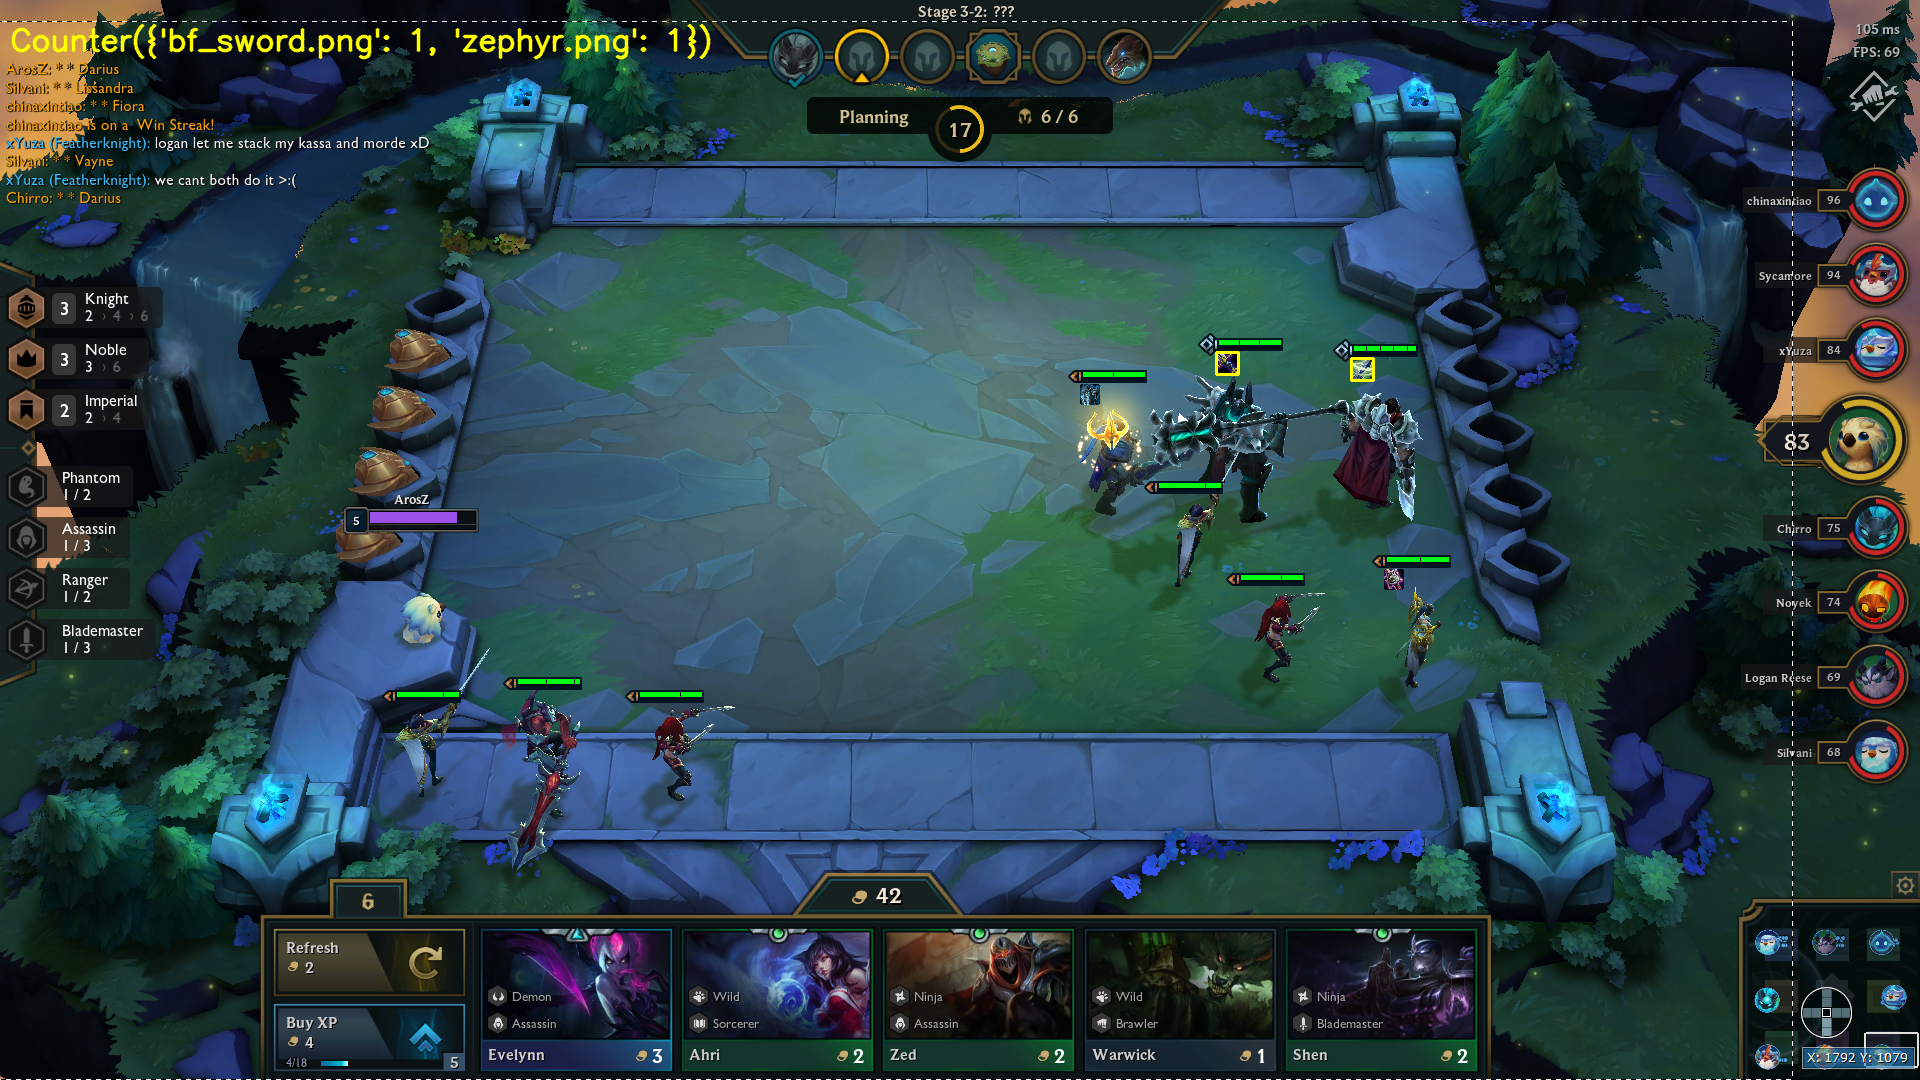 Stage 3-2: ???
Counter({'bf_sword.png': 1, 'zephyr.png': 1})
105 ms
FPS: 69
ArosZ: * * Darius
Silvani: * * Lissandra
chinaxintiao: * * Fiora
chinaxintiao is on a Win Streak!
xYuza (Featherknight): logan let me stack my kassa and morde xD
Silvani: * * Vayne
xYuza (Featherknight): we cant both do it >:(
Chirro: * * Darius
Planning
17
6 / 6
chinaxintiao 96
Sycamore 94
xYuza 84
83
Chirro 75
Noyek 74
Logan Reese 69
Silvani 68
3 Knight
2 › 4 › 6
3 Noble
3 › 6
2 Imperial
2 › 4
Phantom
1 / 2
Assassin
1 / 3
Ranger
1 / 2
Blademaster
1 / 3
ArosZ
5
6
42
Refresh
2
Buy XP
4
4/18
5
Demon
Assassin
Evelynn 3
Wild
Sorcerer
Ahri 2
Ninja
Assassin
Zed 2
Wild
Brawler
Warwick 1
Ninja
Blademaster
Shen 2
X: 1792 Y: 1079